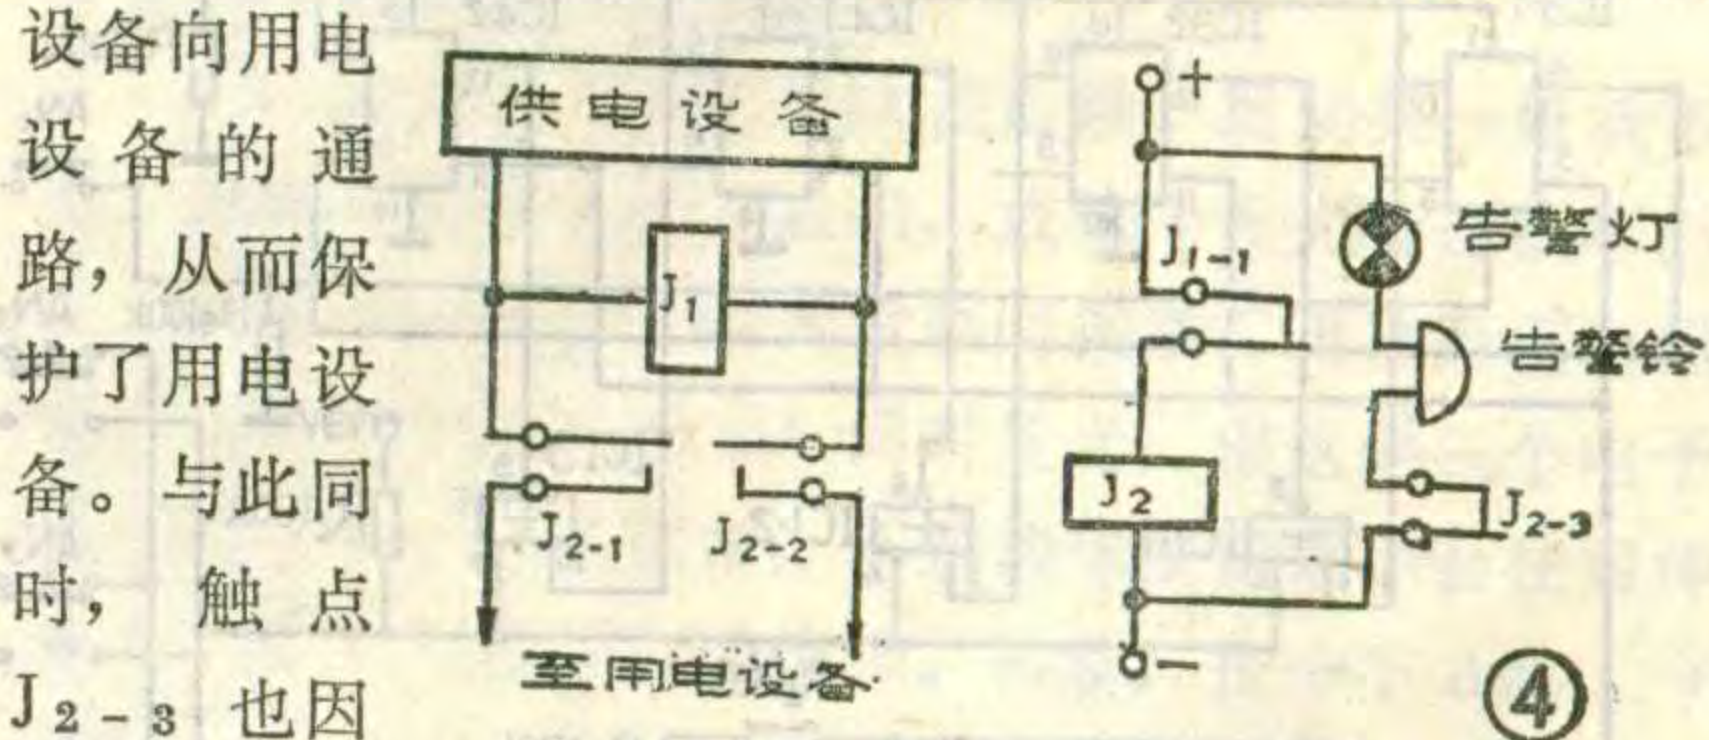 设备向用电
设备的通
路，从而保
护了用电设
备。与此同
时，触点
J₂₋₃ 也因
供电设备
J₁
J₂₋₁
J₂₋₂
至用电设备
+
J₁₋₁
告警灯
告警铃
J₂
J₂₋₃
−
④